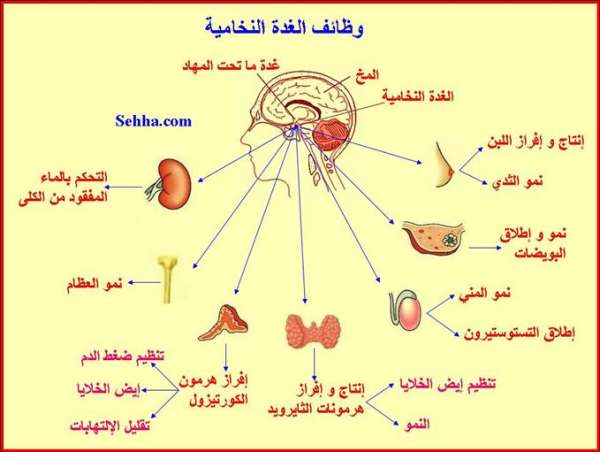 وظائف الغدة النخامية
غدة ما تحت المهاد
المخ
الغدة النخامية
Sehha.com
إنتاج و إفراز اللبن
نمو الثدي
التحكم بالماء
المفقود من الكلى
نمو و إطلاق
البويضات
نمو العظام
نمو المني
إطلاق التستوستيرون
إفراز هرمون
الكورتيزول
تنظيم ضغط الدم
إيض الخلايا
تقليل الإلتهابات
إنتاج و إفراز
هرمونات الثايرويد
تنظيم إيض الخلايا
النمو